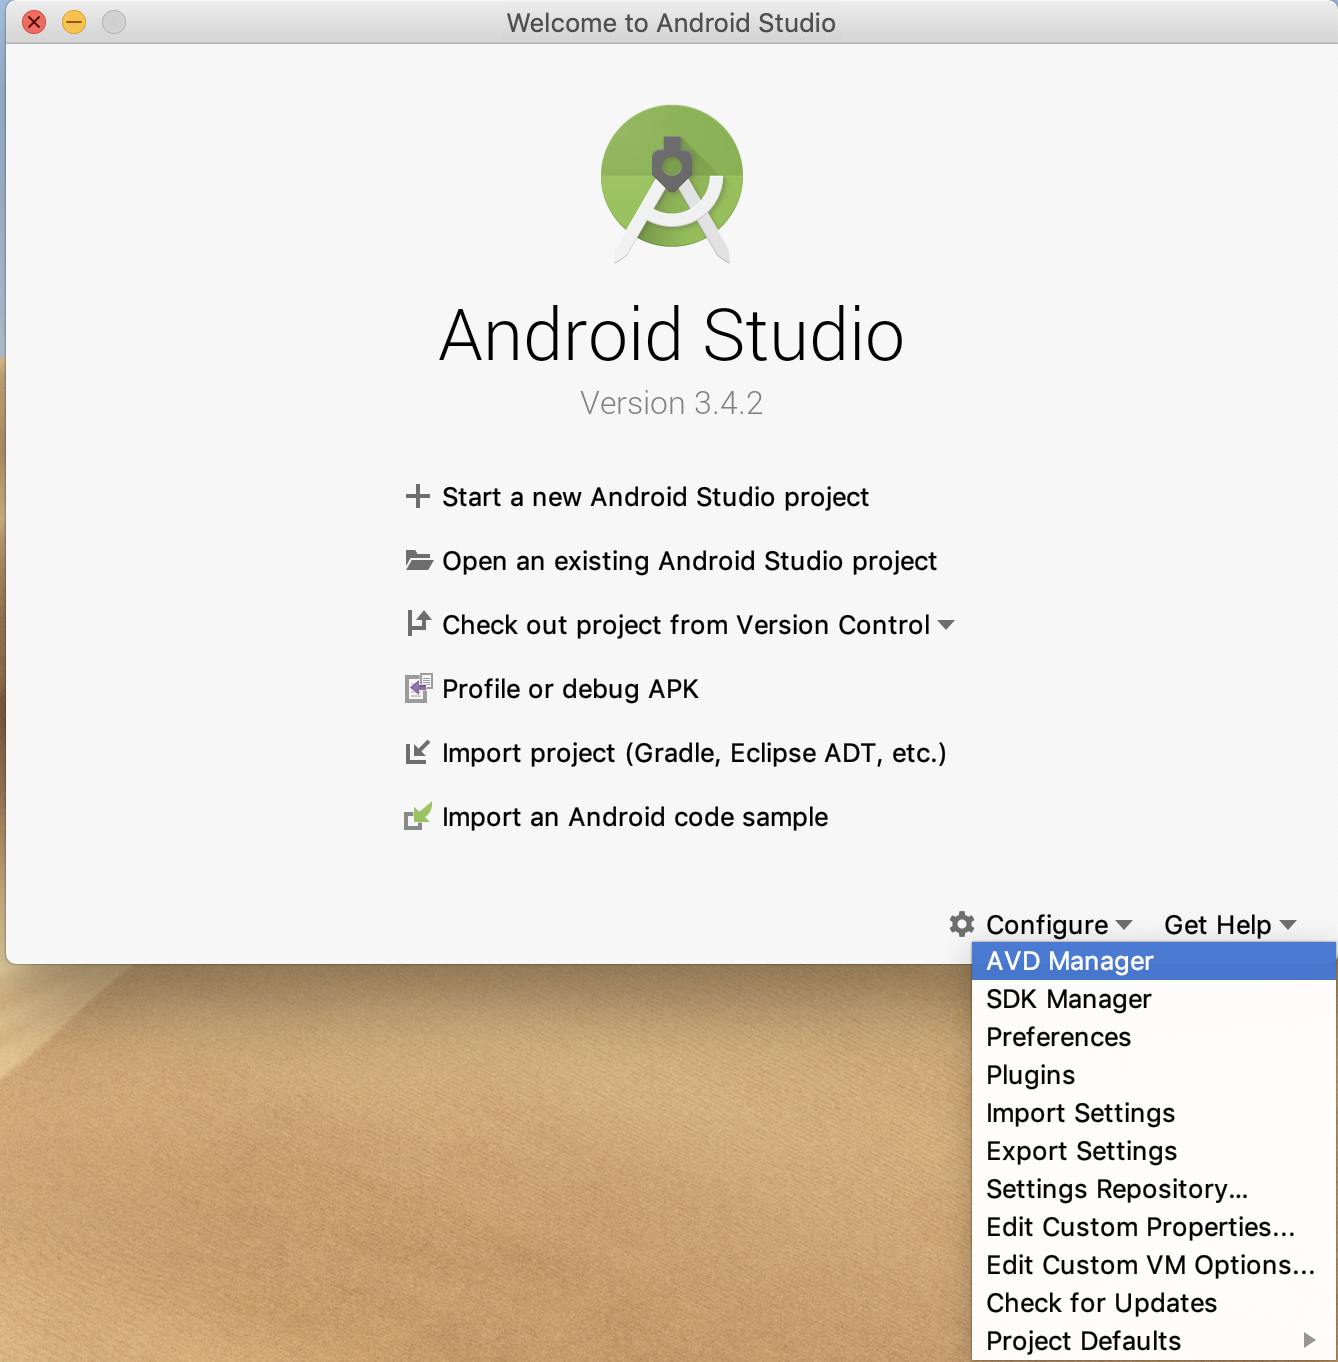 Welcome to Android Studio
Android Studio
Version 3.4.2
Start a new Android Studio project
Open an existing Android Studio project
Check out project from Version Control
Profile or debug APK
Import project (Gradle, Eclipse ADT, etc.)
Import an Android code sample
Configure Get Help
AVD Manager
SDK Manager
Preferences
Plugins
Import Settings
Export Settings
Settings Repository...
Edit Custom Properties...
Edit Custom VM Options...
Check for Updates
Project Defaults